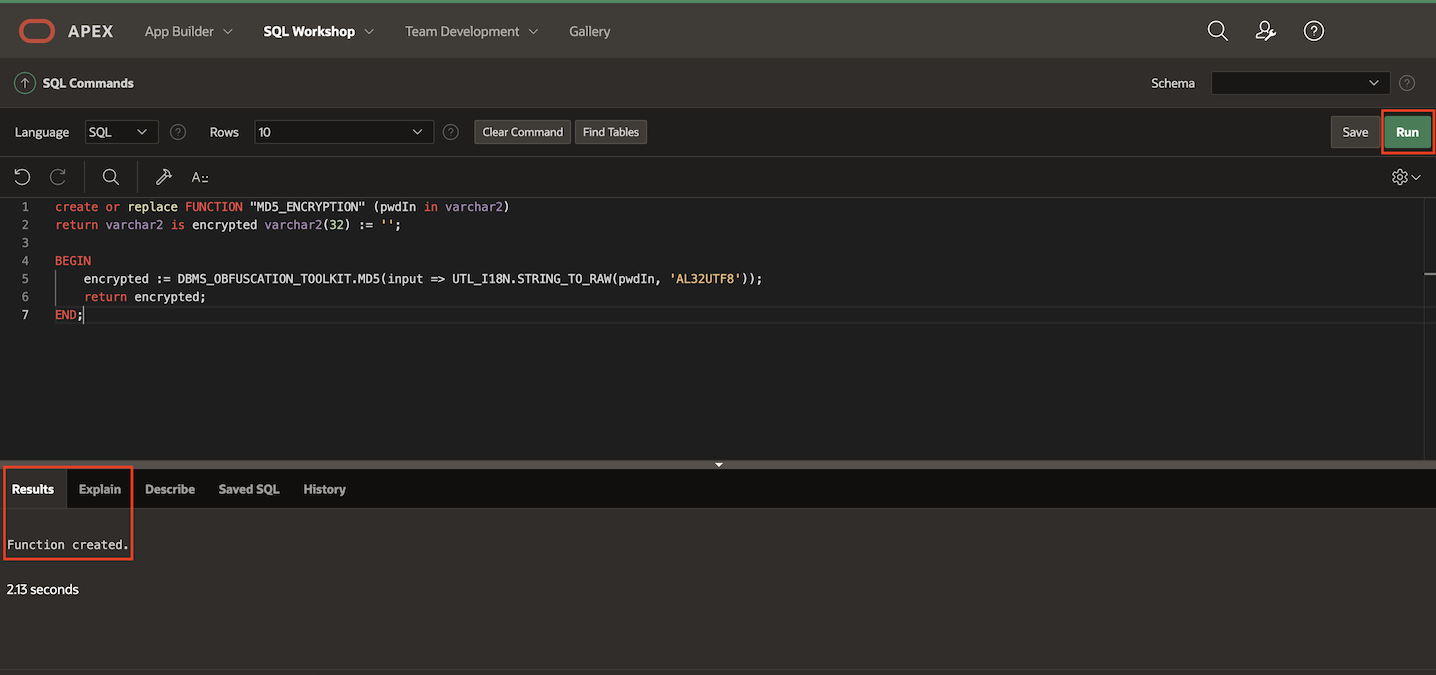 APEX App Builder SQL Workshop Team Development Gallery
SQL Commands Schema
Language SQL Rows 10 Clear Command Find Tables Save Run
A::
1 create or replace FUNCTION "MD5_ENCRYPTION" (pwdIn in varchar2)
2 return varchar2 is encrypted varchar2(32) := '';
3
4 BEGIN
5 encrypted := DBMS_OBFUSCATION_TOOLKIT.MD5(input => UTL_I18N.STRING_TO_RAW(pwdIn, 'AL32UTF8'));
6 return encrypted;
7 END;
Results Explain Describe Saved SQL History
Function created.
2.13 seconds